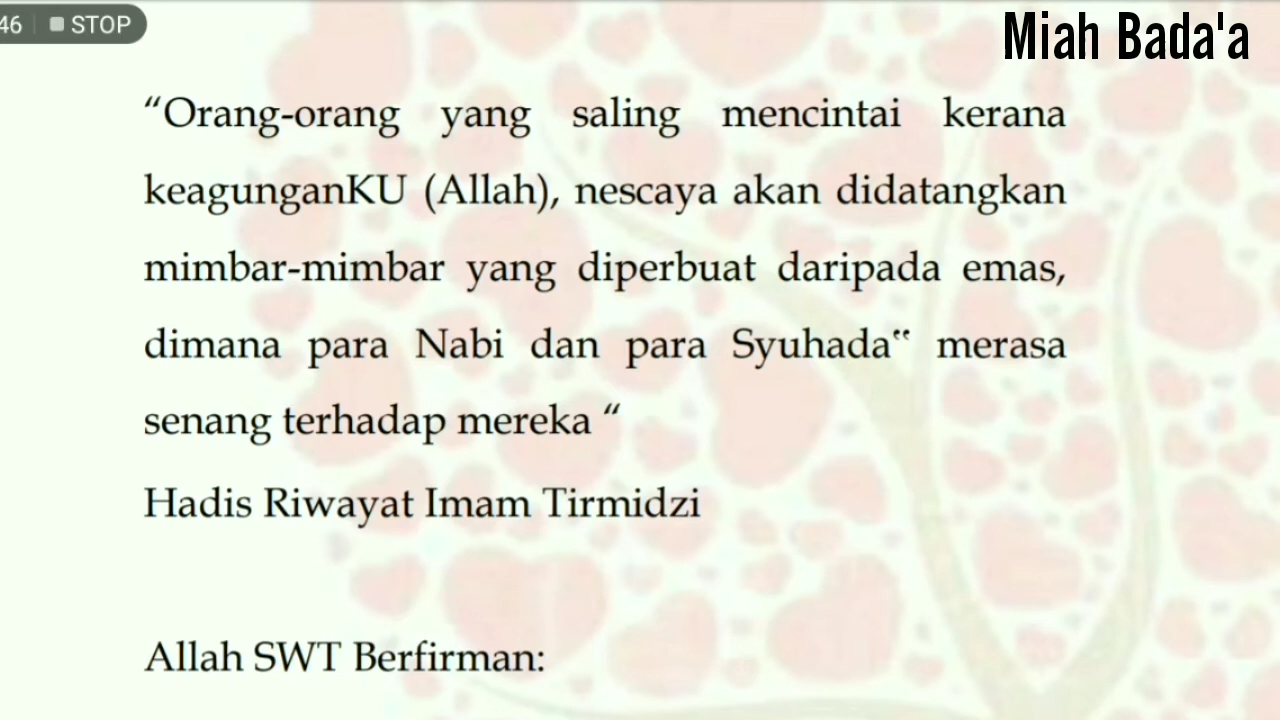 46 STOP
Miah Bada'a
“Orang-orang yang saling mencintai kerana
keagunganKU (Allah), nescaya akan didatangkan
mimbar-mimbar yang diperbuat daripada emas,
dimana para Nabi dan para Syuhada‟ merasa
senang terhadap mereka “
Hadis Riwayat Imam Tirmidzi
Allah SWT Berfirman: